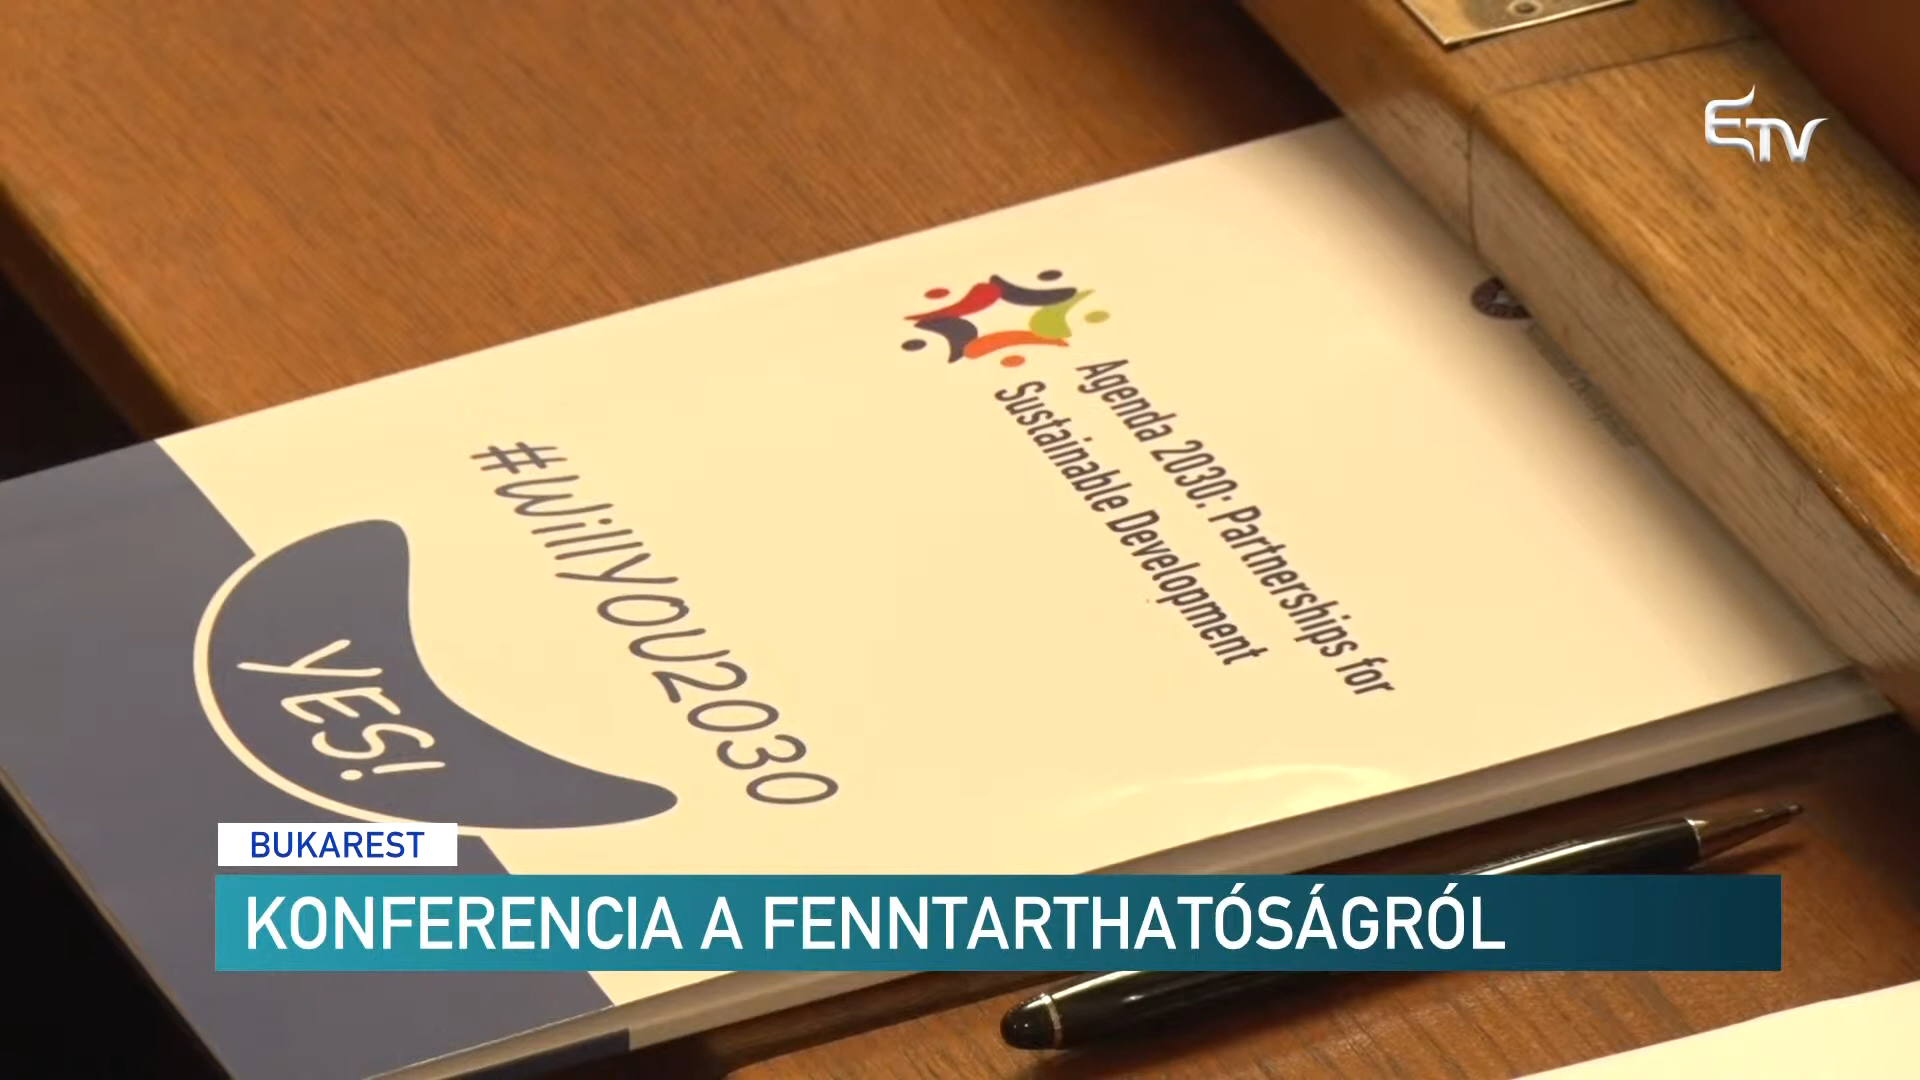 ETV
Agenda 2030: Partnerships for
Sustainable Development
#WillYOU2030
YES!
BUKAREST
KONFERENCIA A FENNTARTHATÓSÁGRÓL